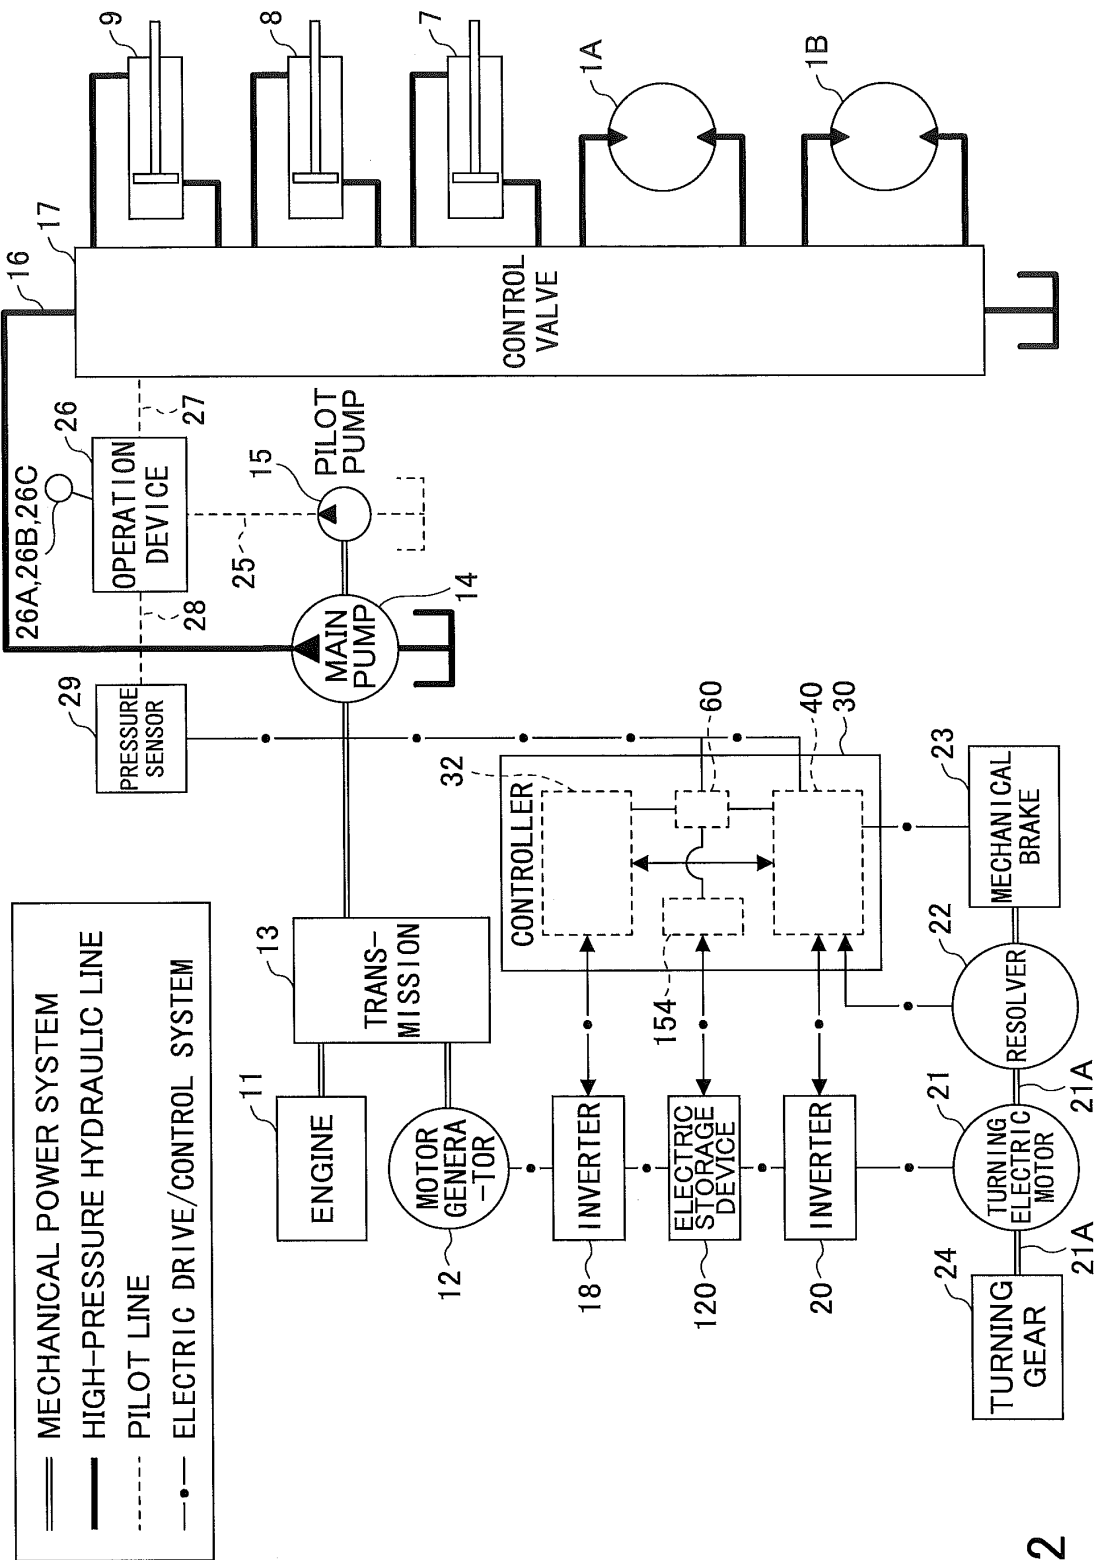 MECHANICAL POWER SYSTEM
HIGH-PRESSURE HYDRAULIC LINE
PILOT LINE
ELECTRIC DRIVE/CONTROL SYSTEM
26A,26B,26C
26
OPERATION
DEVICE
27
28
25
29
PRESSURE
SENSOR
16
17
CONTROL
VALVE
9
8
7
1A
1B
15
PILOT
PUMP
MAIN
PUMP
14
11
ENGINE
13
TRANS-
MISSION
MOTOR
GENERA
-TOR
12
INVERTER
18
ELECTRIC
STORAGE
DEVICE
120
INVERTER
20
CONTROLLER
32
60
40
30
154
24
TURNING
GEAR
21A
21
TURNING
ELECTRIC
MOTOR
21A
22
RESOLVER
23
MECHANICAL
BRAKE
2